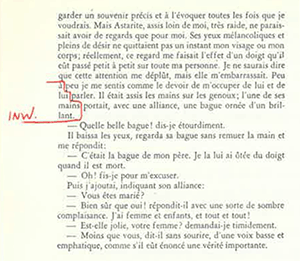 garder un souvenir précis et à l'évoquer toutes les fois que je
voudrais. Mais Astarite, assis loin de moi, très raide, ne parais-
sait avoir de regards que pour moi. Ses yeux mélancoliques et
pleins de désir ne quittaient pas un instant mon visage ou mon
corps; réellement, ce regard me faisait l'effet d'un doigt qu'il
eût passé petit à petit sur toute ma personne. Je ne saurais dire
que cette attention me déplût, mais elle m'embarrassait. Peu
à peu je me sentis comme le devoir de m'occuper de lui et de
lui parler. Il était assis les mains sur les genoux; l'une de ses
mains portait, avec une alliance, une bague ornée d'un bril-
lant.
INW.
— Quelle belle bague! dis-je étourdiment.
Il baissa les yeux, regarda sa bague sans remuer la main et
me répondit:
— C'était la bague de mon père. Je la lui ai ôtée du doigt
quand il est mort.
— Oh! fis-je pour m'excuser.
Puis j'ajoutai, indiquant son alliance:
— Vous êtes marié?
— Bien sûr que oui! répondit-il avec une sorte de sombre
complaisance. J'ai femme et enfants, et tout et tout!
— Est-elle jolie, votre femme? demandai-je timidement.
— Moins que vous, dit-il sans sourire, d'une voix basse et
emphatique, comme s'il eût énoncé une vérité importante.